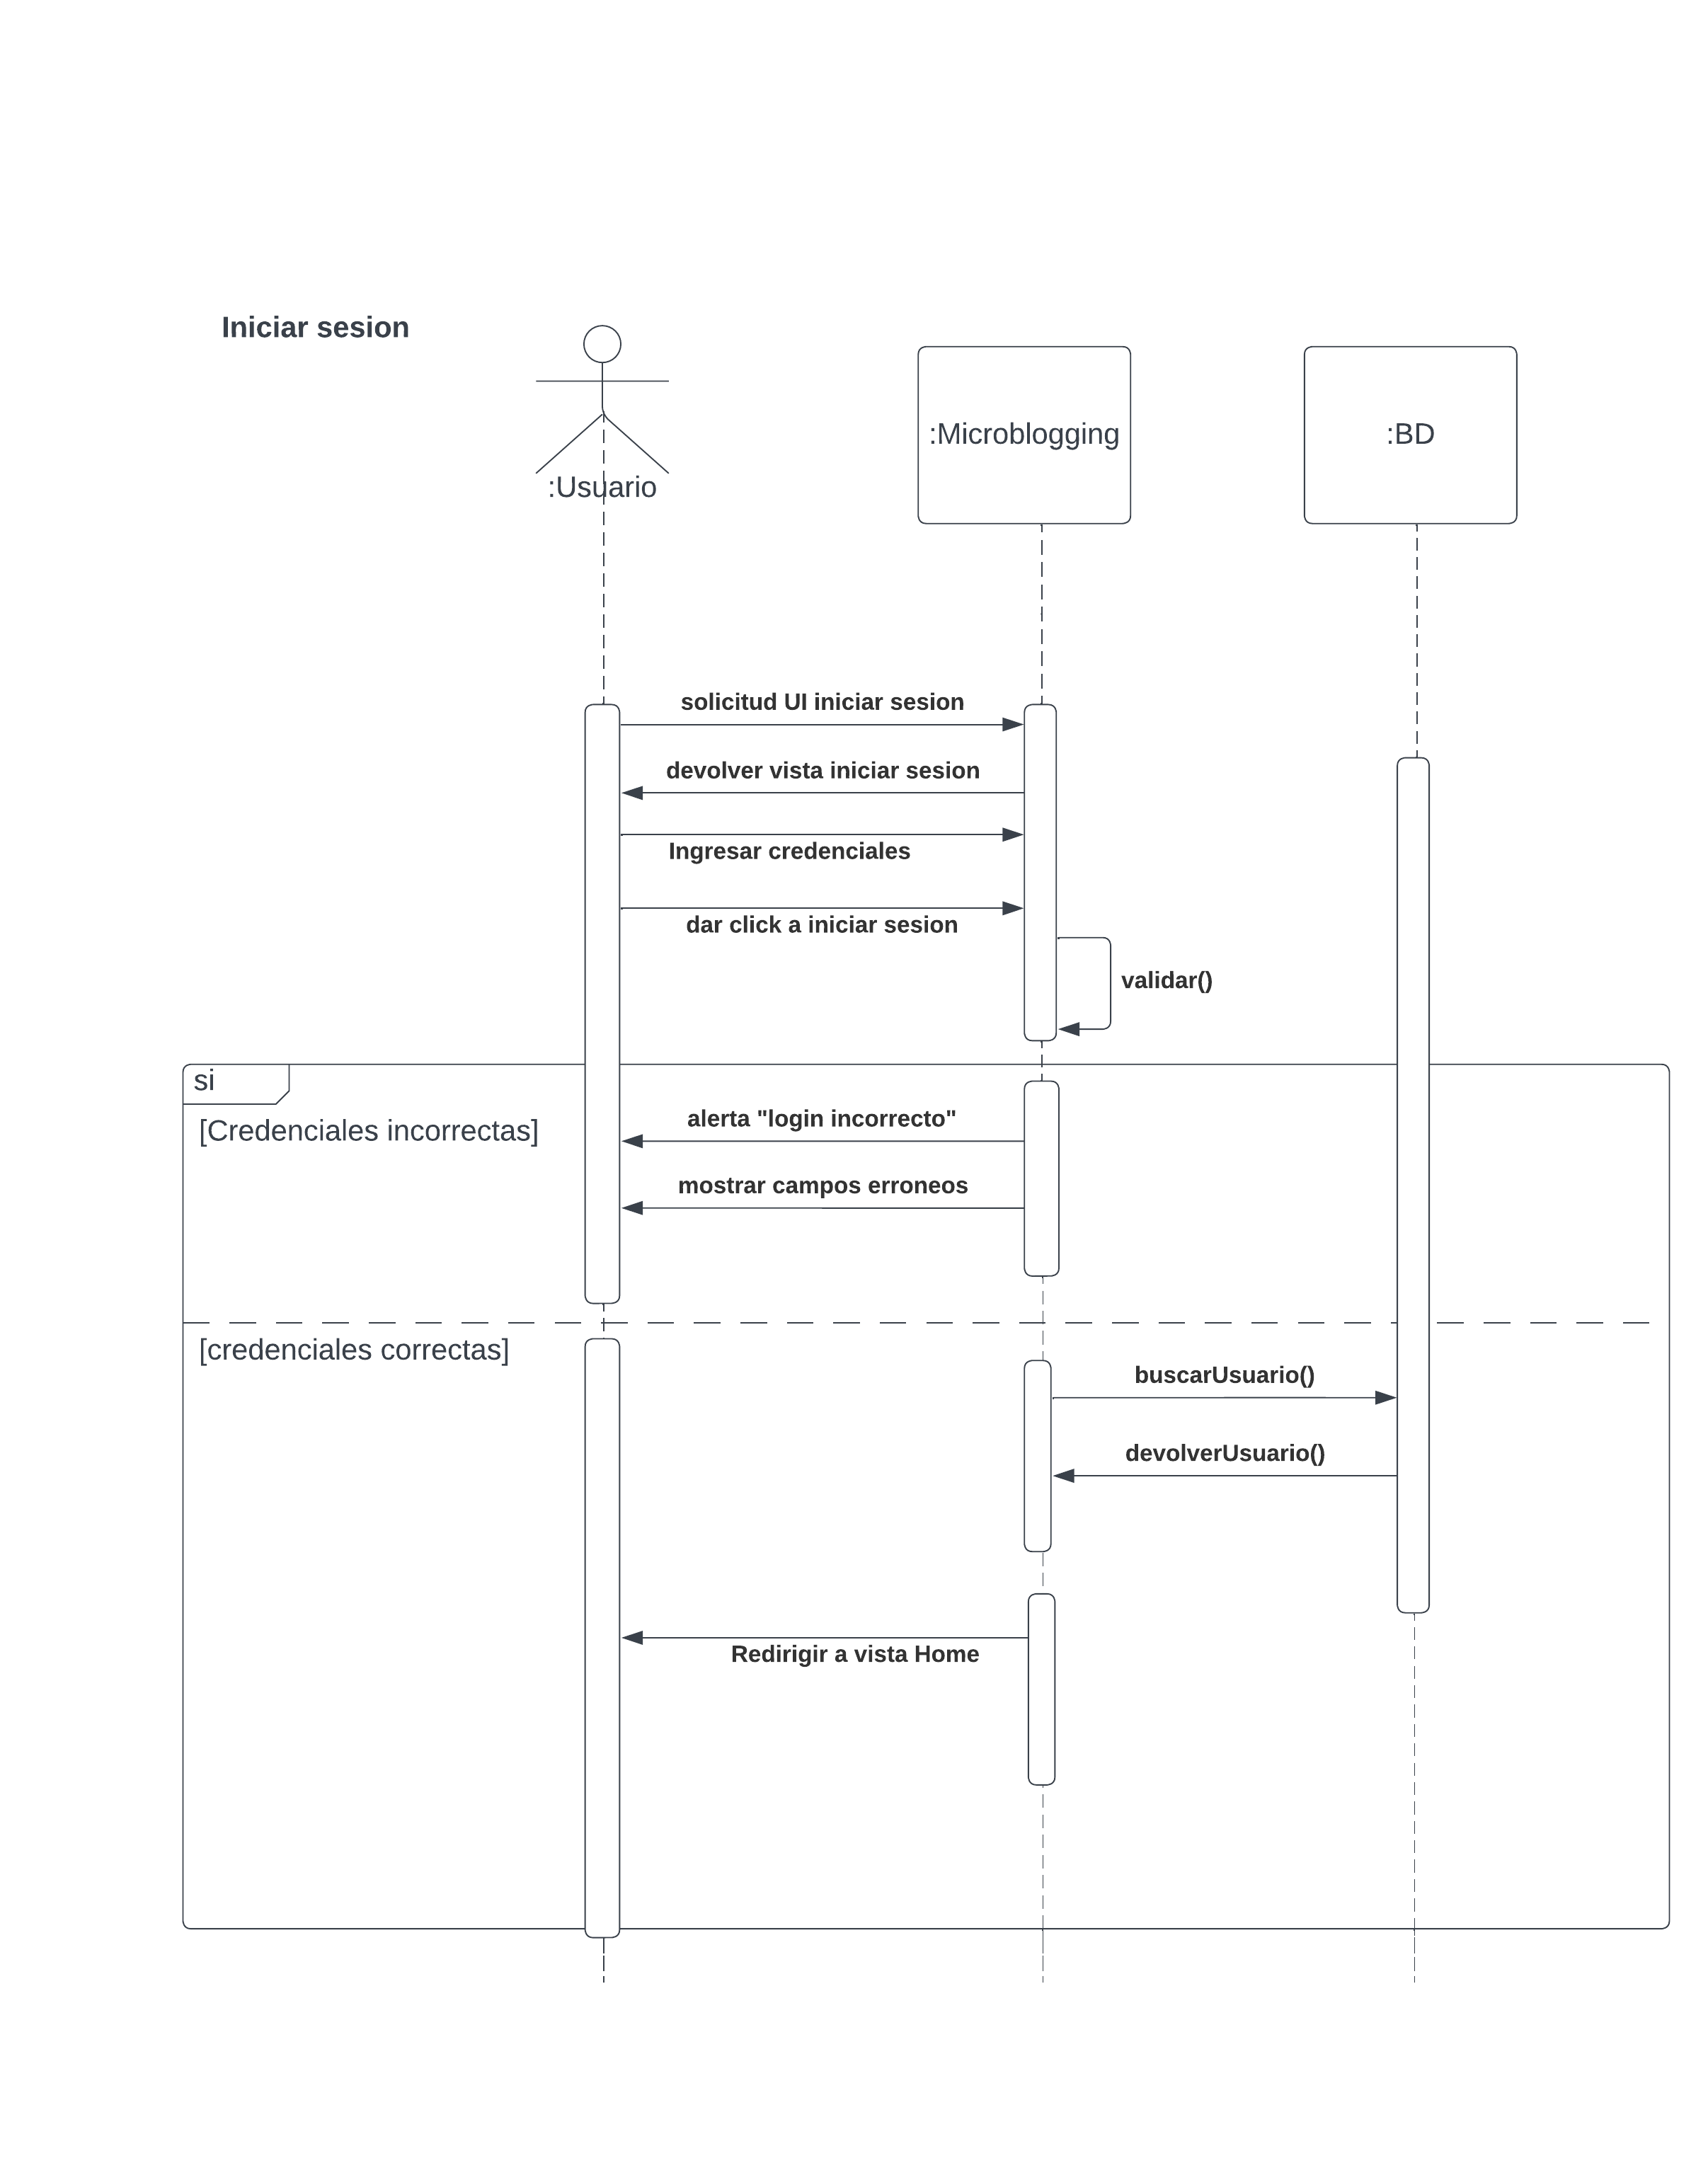 Iniciar sesion
:Usuario
:Microblogging
:BD
solicitud UI iniciar sesion
devolver vista iniciar sesion
Ingresar credenciales
dar click a iniciar sesion
validar()
si
[Credenciales incorrectas]
alerta "login incorrecto"
mostrar campos erroneos
[credenciales correctas]
buscarUsuario()
devolverUsuario()
Redirigir a vista Home